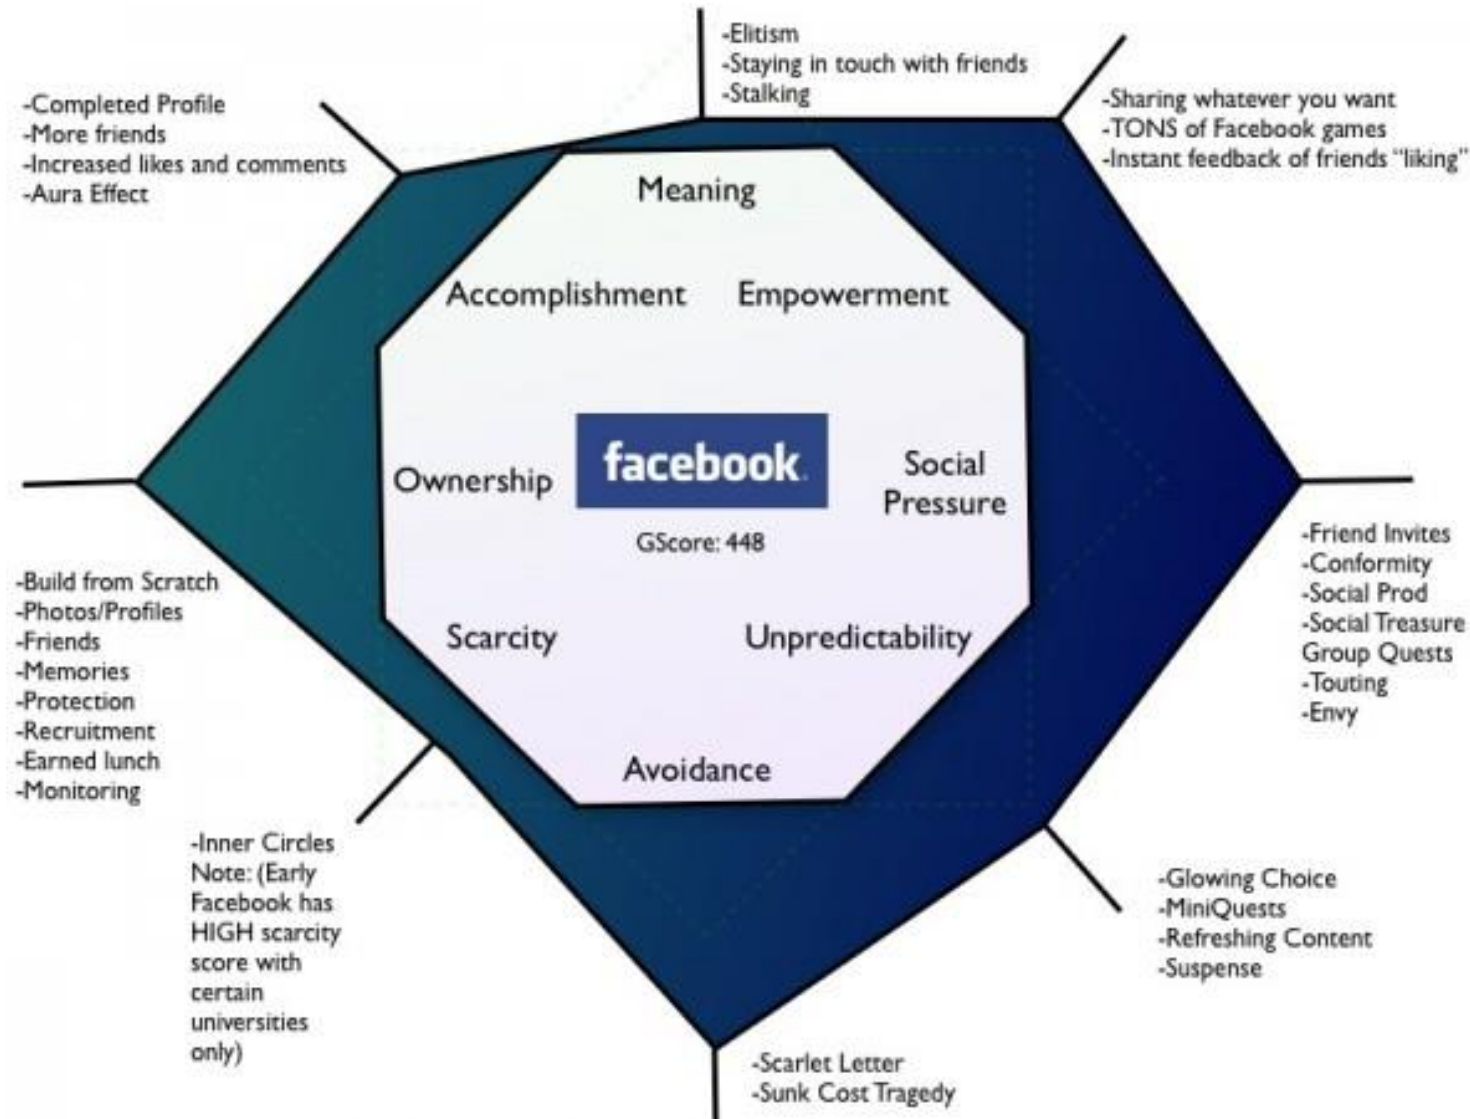 -Elitism
-Staying in touch with friends
-Stalking
-Completed Profile
-More friends
-Increased likes and comments
-Aura Effect
-Sharing whatever you want
-TONS of Facebook games
-Instant feedback of friends “liking”
Meaning
Accomplishment
Empowerment
Ownership
facebook.
Social
Pressure
GScore: 448
Scarcity
Unpredictability
Avoidance
-Build from Scratch
-Photos/Profiles
-Friends
-Memories
-Protection
-Recruitment
-Earned lunch
-Monitoring
-Friend Invites
-Conformity
-Social Prod
-Social Treasure
Group Quests
-Touting
-Envy
-Inner Circles
Note: (Early
Facebook has
HIGH scarcity
score with
certain
universities
only)
-Glowing Choice
-MiniQuests
-Refreshing Content
-Suspense
-Scarlet Letter
-Sunk Cost Tragedy